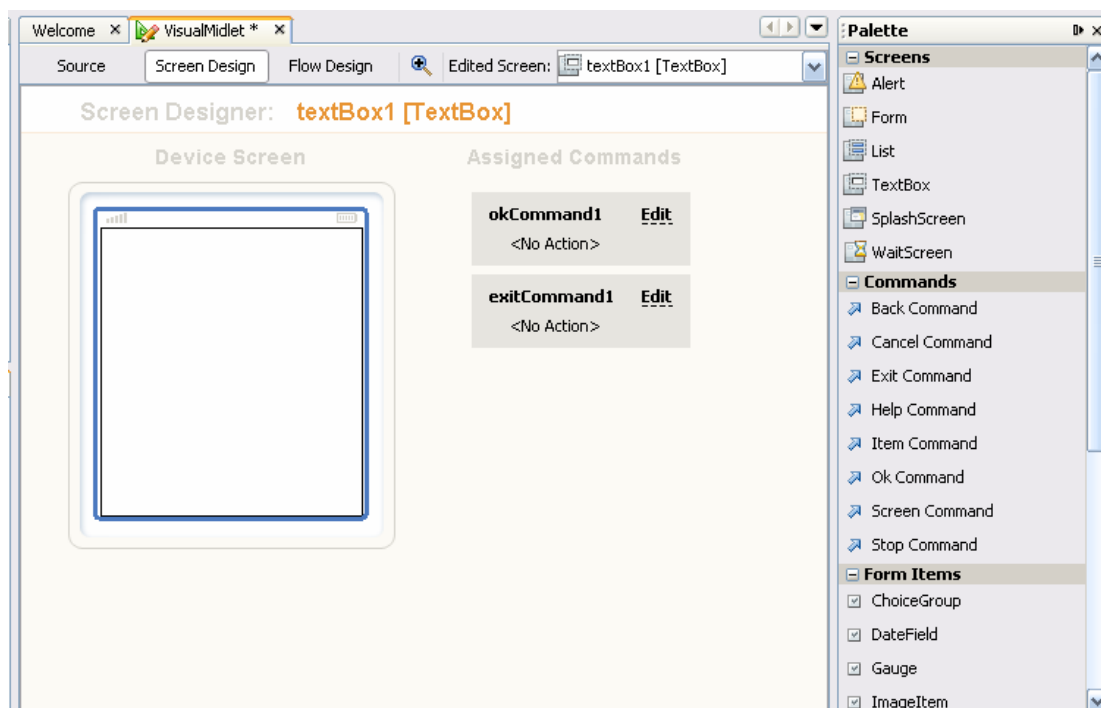 Welcome
VisualMidlet *
Source
Screen Design
Flow Design
Edited Screen:
textBox1 [TextBox]
Screen Designer: textBox1 [TextBox]
Device Screen
Assigned Commands
okCommand1 Edit
<No Action>
exitCommand1 Edit
<No Action>
Palette
Screens
Alert
Form
List
TextBox
SplashScreen
WaitScreen
Commands
Back Command
Cancel Command
Exit Command
Help Command
Item Command
Ok Command
Screen Command
Stop Command
Form Items
ChoiceGroup
DateField
Gauge
ImageItem